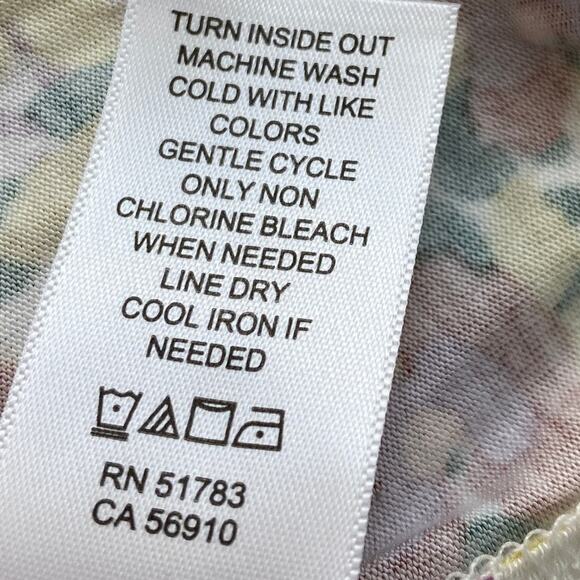 TURN INSIDE OUT
MACHINE WASH
COLD WITH LIKE
COLORS
GENTLE CYCLE
ONLY NON
CHLORINE BLEACH
WHEN NEEDED
LINE DRY
COOL IRON IF
NEEDED
RN 51783
CA 56910